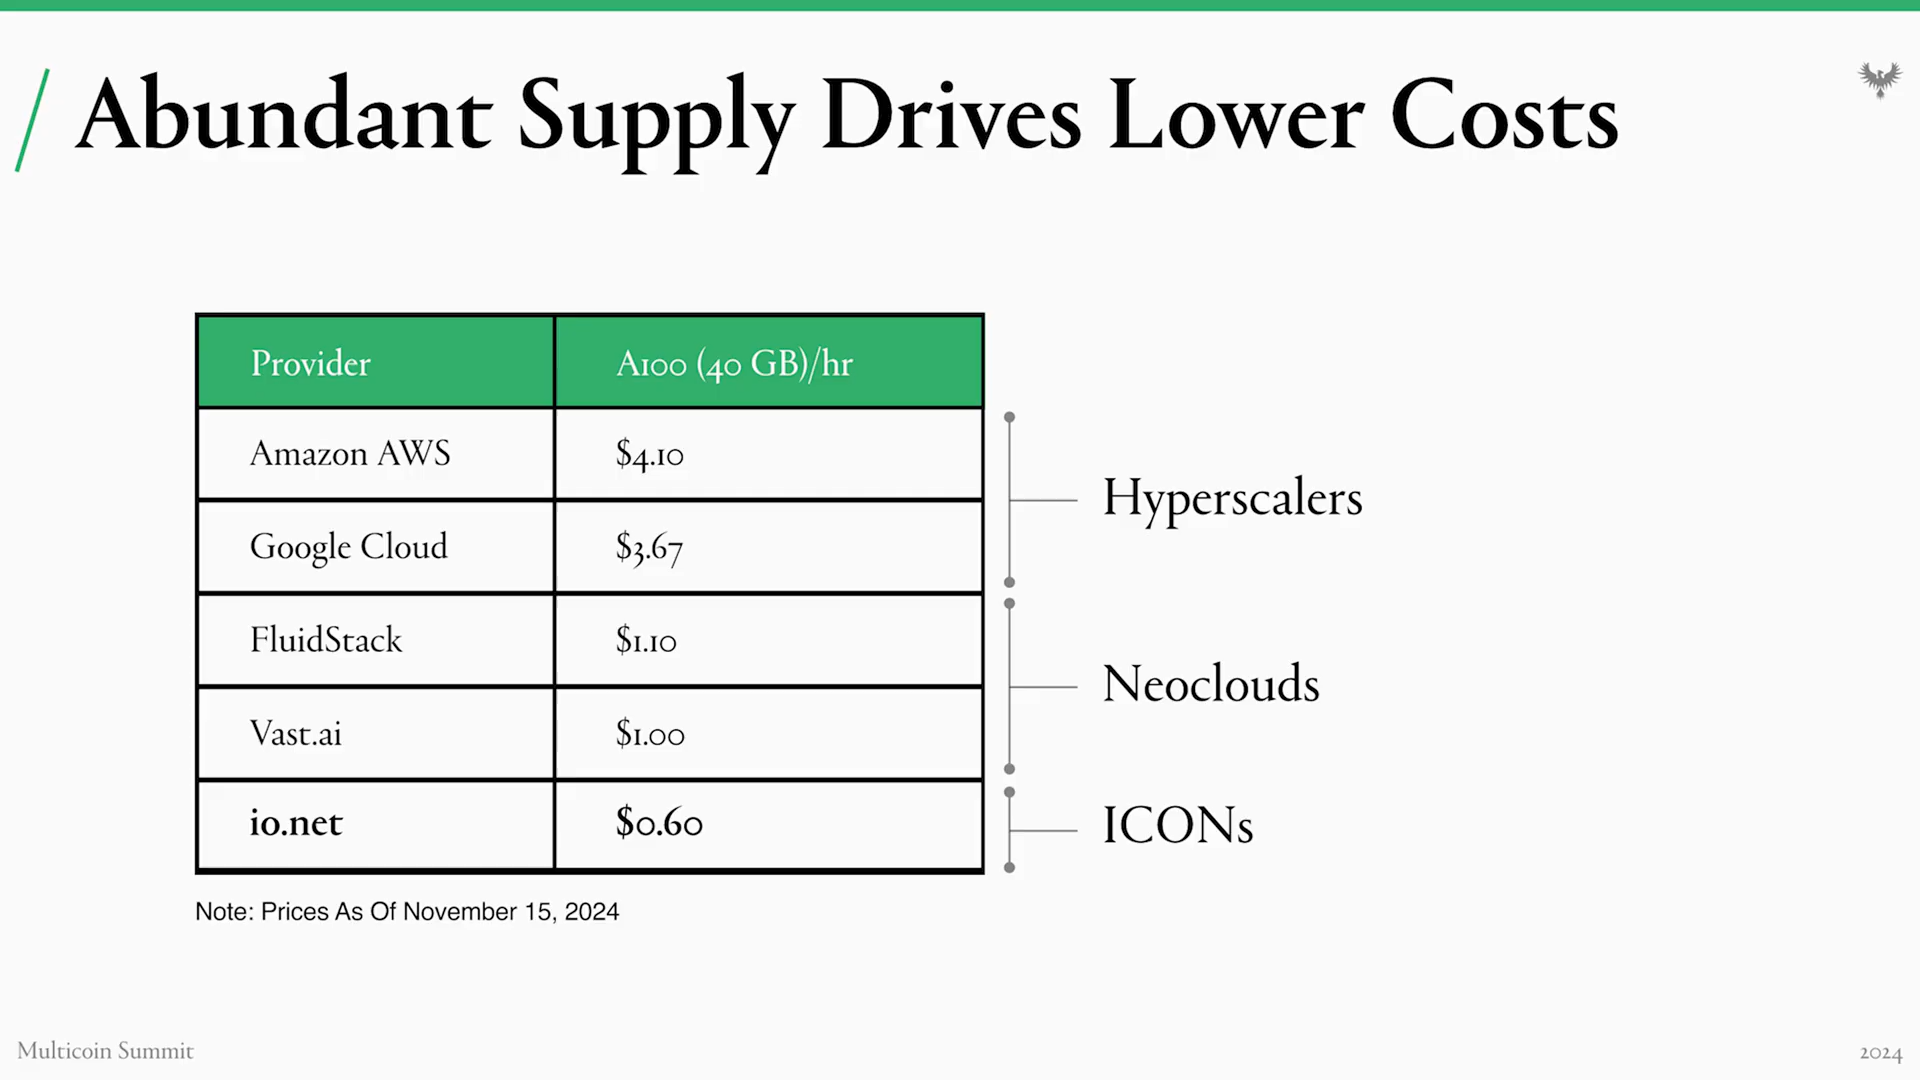 Abundant Supply Drives Lower Costs
Provider A100 (40 GB)/hr
Amazon AWS $4.10
Google Cloud $3.67
Hyperscalers
FluidStack $1.10
Vast.ai $1.00
Neoclouds
io.net $0.60
ICONs
Note: Prices As Of November 15, 2024
Multicoin Summit
2024